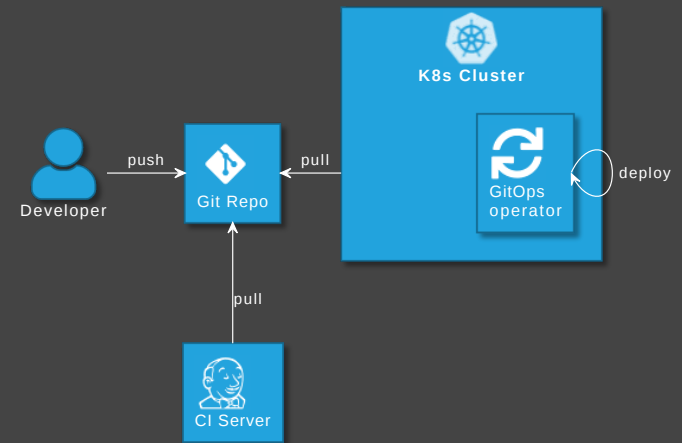 K8s Cluster
push
pull
deploy
Git Repo
GitOps
operator
Developer
pull
CI Server